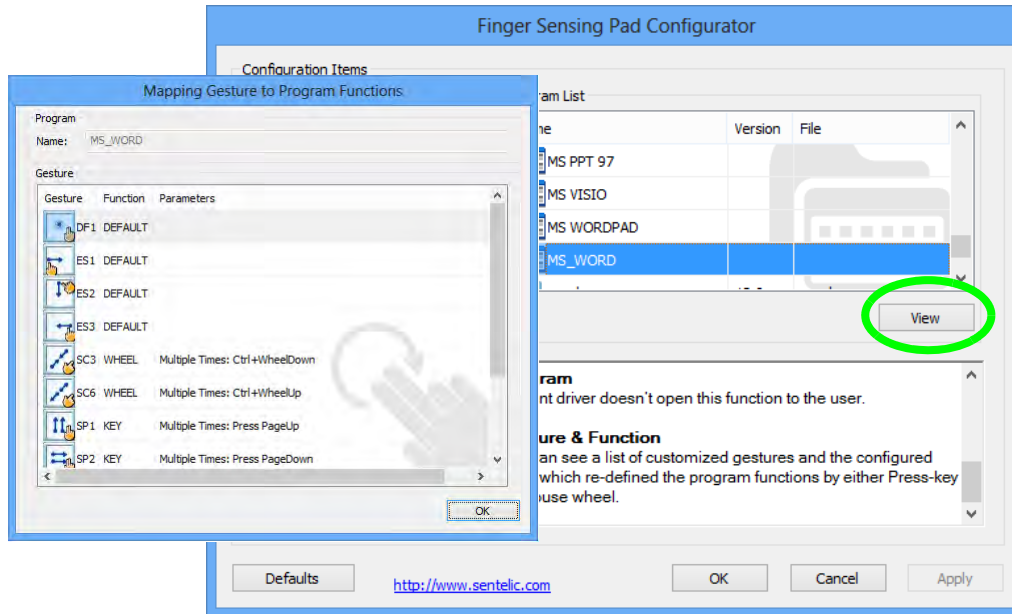 Finger Sensing Pad Configurator
Configuration Items
Mapping Gesture to Program Functions
Program
Name: MS_WORD
Gesture
Gesture Function Parameters
DF1 DEFAULT
ES1 DEFAULT
ES2 DEFAULT
ES3 DEFAULT
SC3 WHEEL Multiple Times: Ctrl+WheelDown
SC6 WHEEL Multiple Times: Ctrl+WheelUp
SP1 KEY Multiple Times: Press PageUp
SP2 KEY Multiple Times: Press PageDown
OK
am List
Version File
MS PPT 97
MS VISIO
MS WORDPAD
MS_WORD
View
ram
nt driver doesn't open this function to the user.
ure & Function
an see a list of customized gestures and the configured
which re-defined the program functions by either Press-key
use wheel.
Defaults http://www.sentelic.com OK Cancel Apply